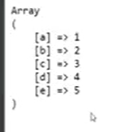 Array
(
[a] => 1
[b] => 2
[c] => 3
[d] => 4
[e] => 5
)